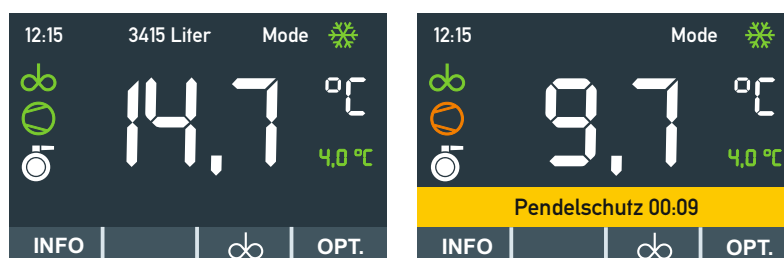 12:15 3415 Liter Mode
14,7 °C
4,0 °C
INFO OPT.
12:15 Mode
9,7 °C
4,0 °C
Pendelschutz 00:09
INFO OPT.